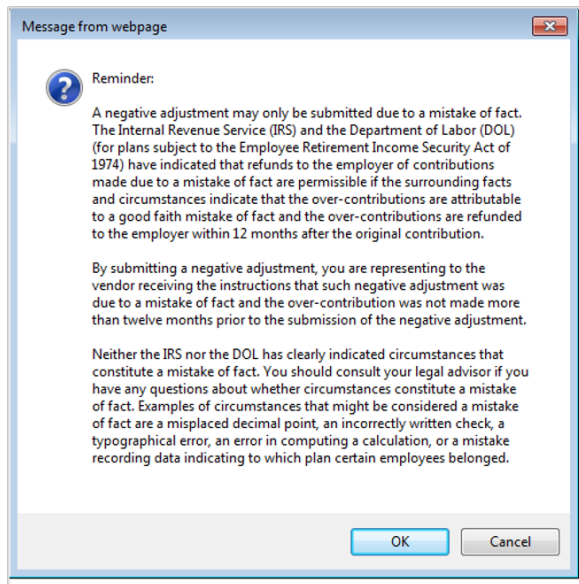 Message from webpage
Reminder:
A negative adjustment may only be submitted due to a mistake of fact.
The Internal Revenue Service (IRS) and the Department of Labor (DOL)
(for plans subject to the Employee Retirement Income Security Act of
1974) have indicated that refunds to the employer of contributions
made due to a mistake of fact are permissible if the surrounding facts
and circumstances indicate that the over-contributions are attributable
to a good faith mistake of fact and the over-contributions are refunded
to the employer within 12 months after the original contribution.
By submitting a negative adjustment, you are representing to the
vendor receiving the instructions that such negative adjustment was
due to a mistake of fact and the over-contribution was not made more
than twelve months prior to the submission of the negative adjustment.
Neither the IRS nor the DOL has clearly indicated circumstances that
constitute a mistake of fact. You should consult your legal advisor if you
have any questions about whether circumstances constitute a mistake
of fact. Examples of circumstances that might be considered a mistake
of fact are a misplaced decimal point, an incorrectly written check, a
typographical error, an error in computing a calculation, or a mistake
recording data indicating to which plan certain employees belonged.
OK
Cancel